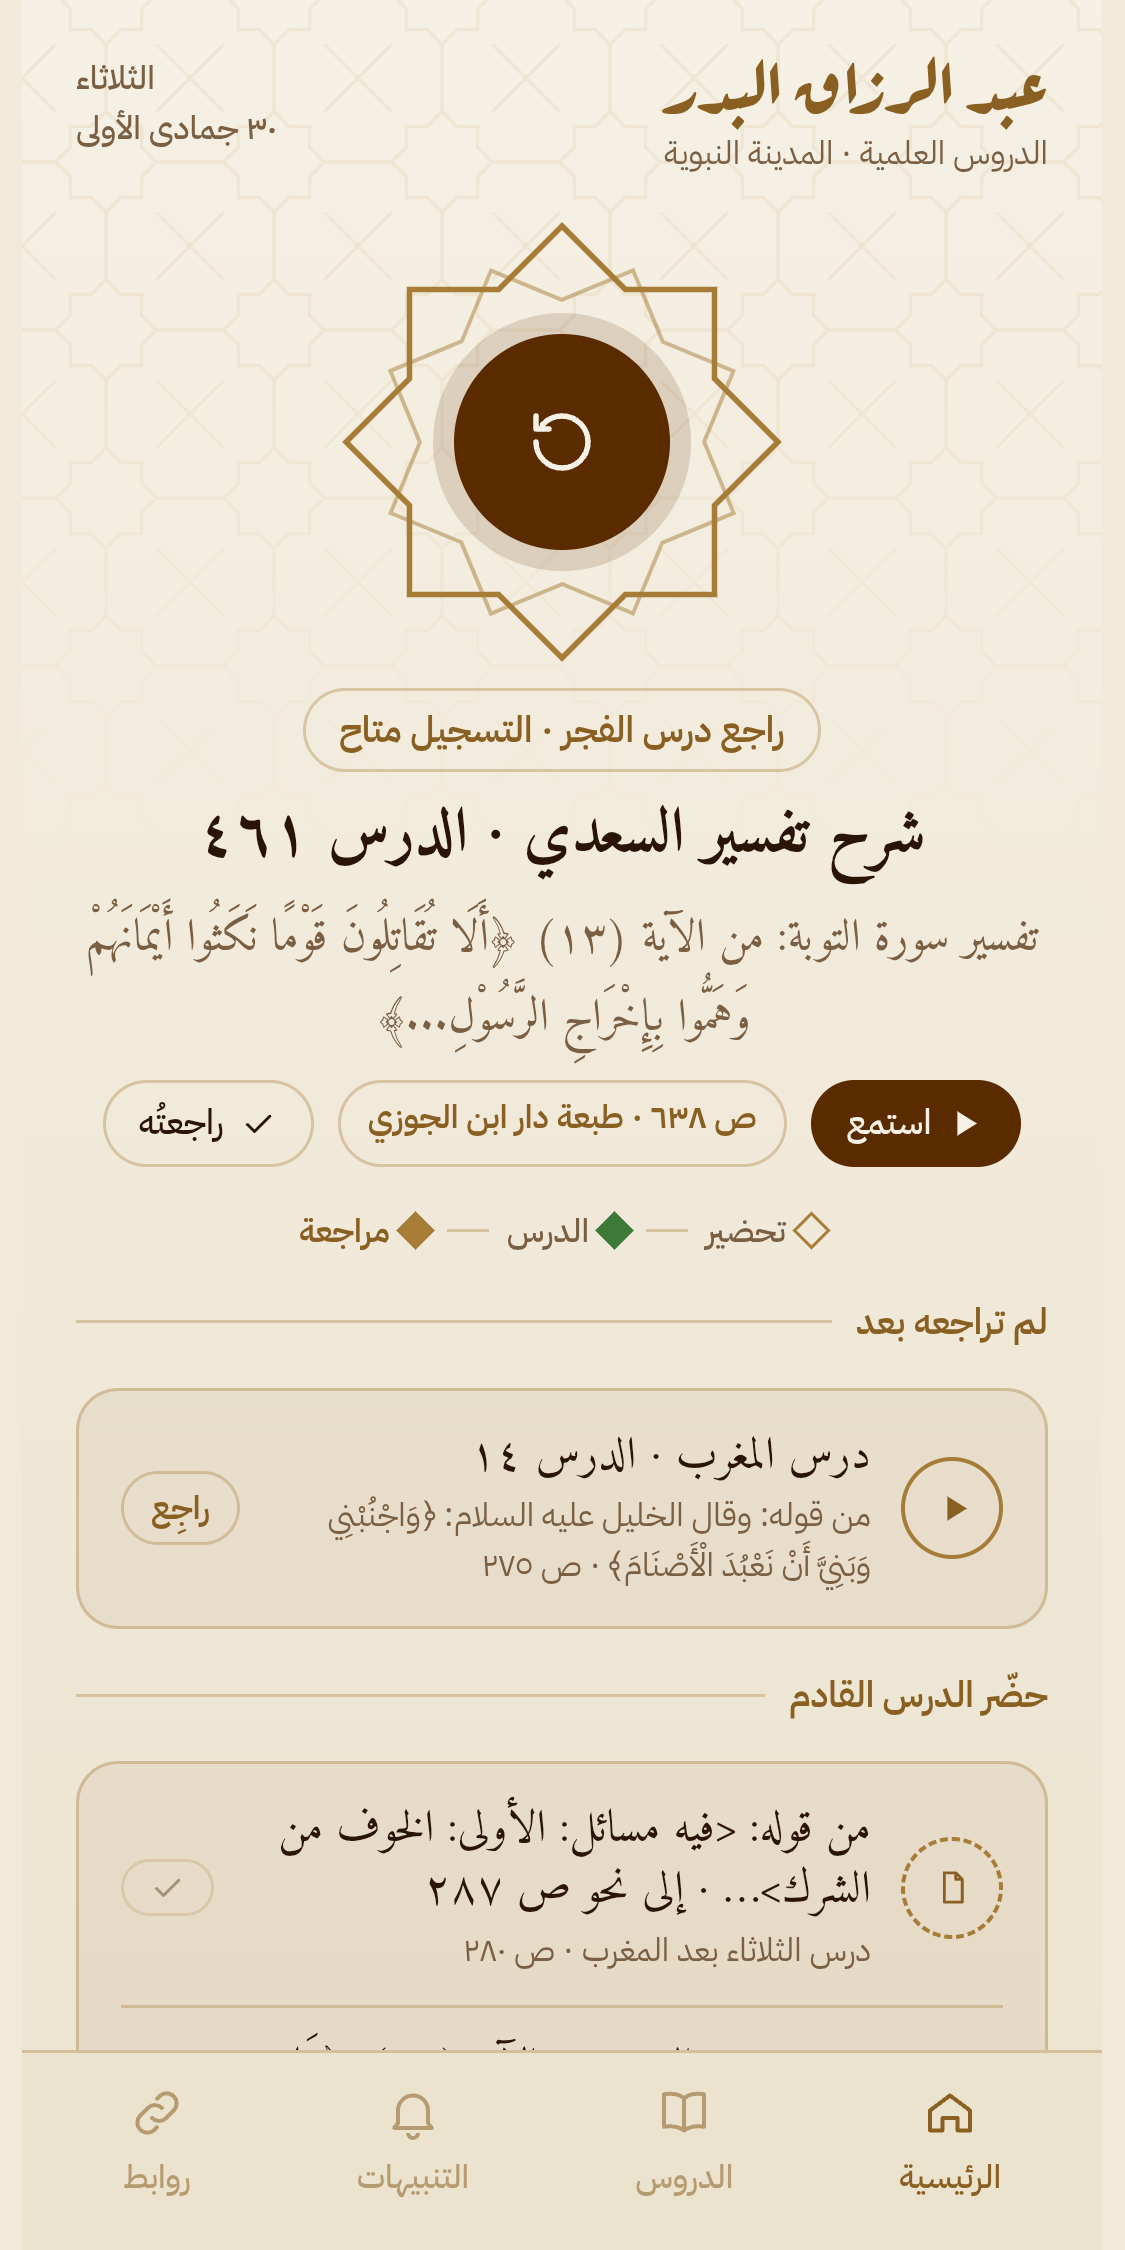 عبد الرزاق البدر
الدروس العلمية · المدينة النبوية
الثلاثاء
٣٠ جمادى الأولى
راجع درس الفجر · التسجيل متاح
شرح تفسير السعدي · الدرس ٤٦١
تفسير سورة التوبة: من الآية (١٣) ﴿أَلَا تُقَاتِلُونَ قَوْمًا نَكَثُوا أَيْمَانَهُمْ
وَهَمُّوا بِإِخْرَاجِ الرَّسُوْلِ...﴾
استمع
ص ٦٣٨ · طبعة دار ابن الجوزي
راجعتُه
تحضير
الدرس
مراجعة
لم تراجعه بعد
درس المغرب · الدرس ١٤
من قوله: وقال الخليل عليه السلام: ﴿وَاجْنُبْنِي
وَبَنِيَّ أَنْ نَعْبُدَ الْأَصْنَامَ﴾ · ص ٢٧٥
راجِع
حضّر الدرس القادم
من قوله: <فيه مسائل: الأولى: الخوف من
الشرك>... · إلى نحو ص ٢٨٧
درس الثلاثاء بعد المغرب · ص ٢٨٠
الرئيسية
الدروس
التنبيهات
روابط